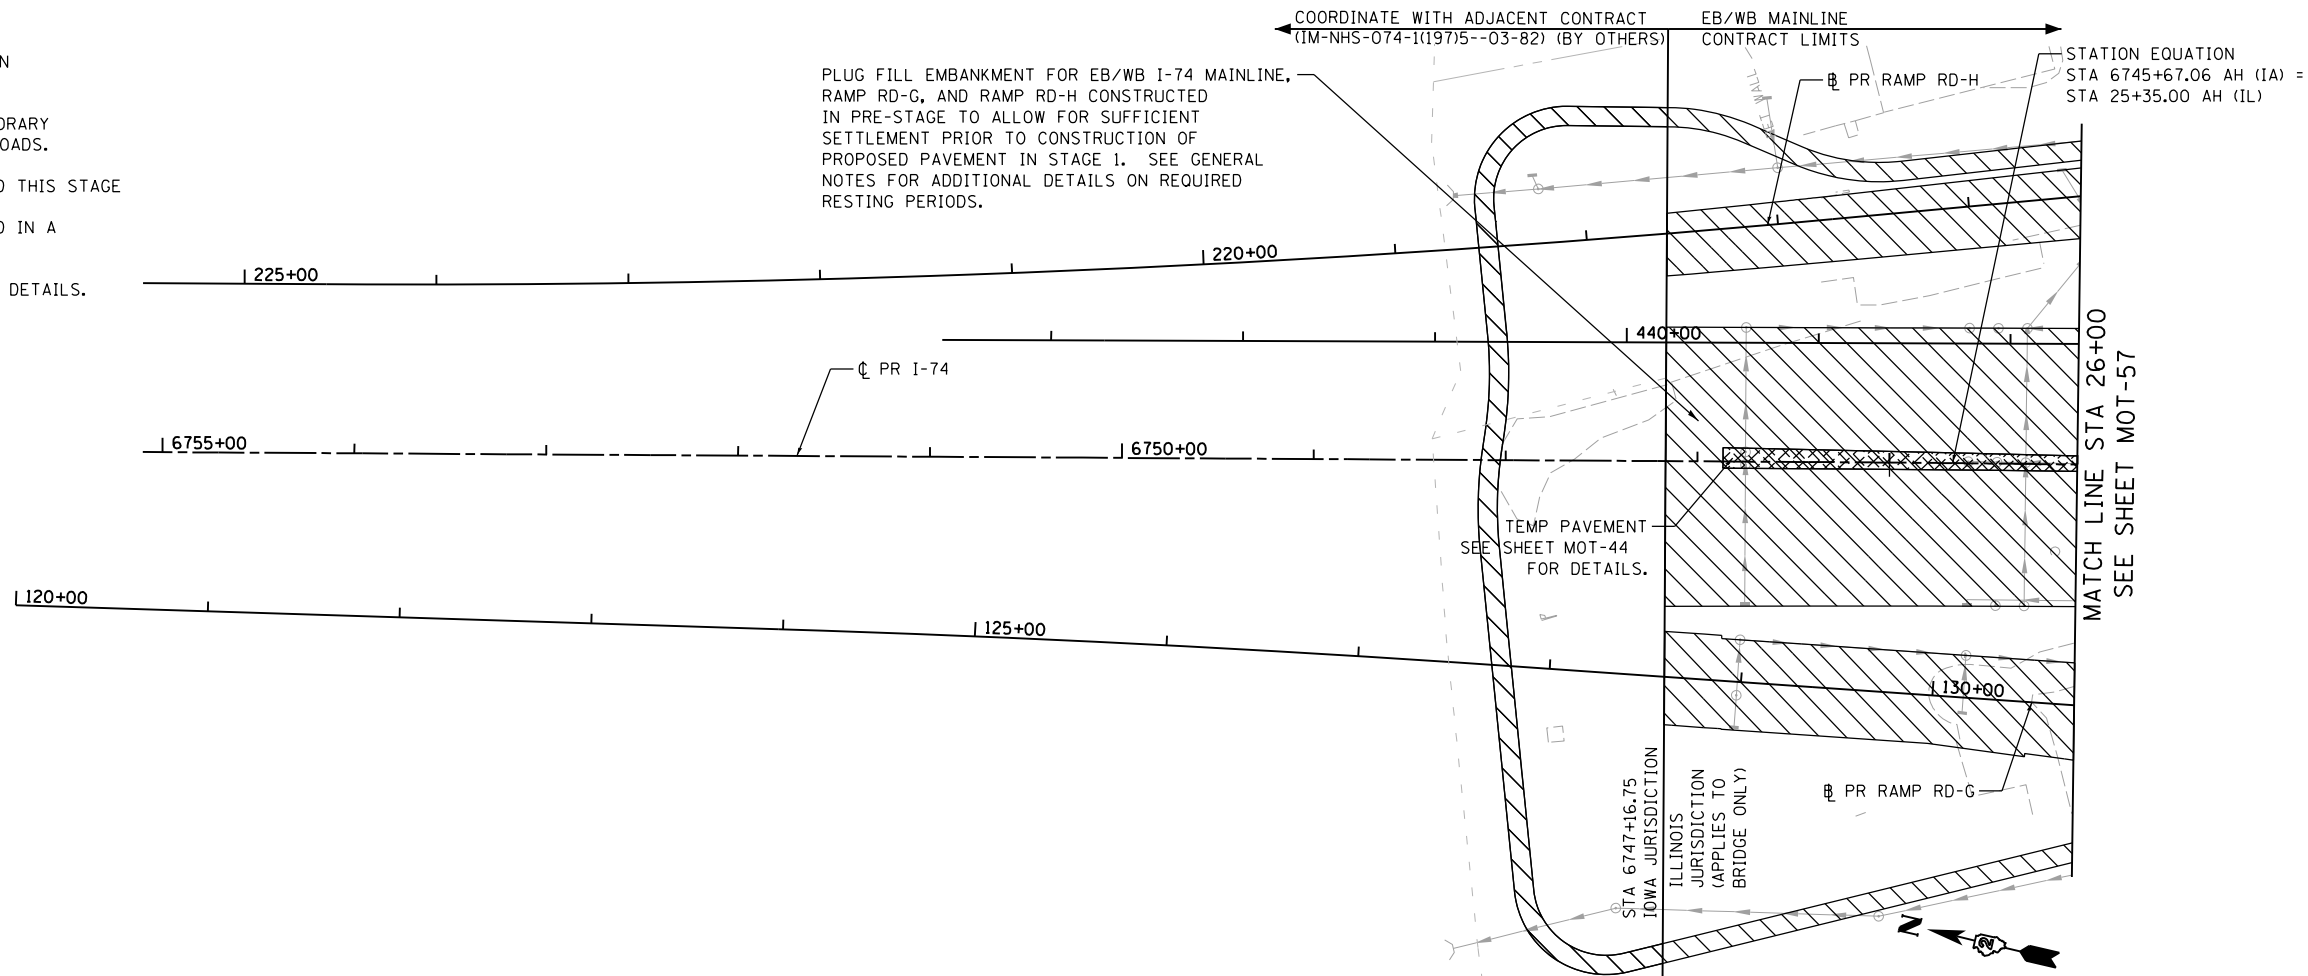 COORDINATE WITH ADJACENT CONTRACT
(IM-NHS-074-1(197)5--03-82) (BY OTHERS)
EB/WB MAINLINE
CONTRACT LIMITS
STATION EQUATION
STA 6745+67.06 AH (IA) =
STA 25+35.00 AH (IL)
N
ORARY
OADS.
O THIS STAGE
O IN A
DETAILS.
PLUG FILL EMBANKMENT FOR EB/WB I-74 MAINLINE,
RAMP RD-G, AND RAMP RD-H CONSTRUCTED
IN PRE-STAGE TO ALLOW FOR SUFFICIENT
SETTLEMENT PRIOR TO CONSTRUCTION OF
PROPOSED PAVEMENT IN STAGE 1. SEE GENERAL
NOTES FOR ADDITIONAL DETAILS ON REQUIRED
RESTING PERIODS.
℄ PR RAMP RD-H
225+00
220+00
440+00
℄ PR I-74
6755+00
6750+00
TEMP PAVEMENT
SEE SHEET MOT-44
FOR DETAILS.
120+00
125+00
130+00
℄ PR RAMP RD-G
MATCH LINE STA 26+00
SEE SHEET MOT-57
STA 6747+16.75
IOWA JURISDICTION
ILLINOIS
JURISDICTION
(APPLIES TO
BRIDGE ONLY)
N
2